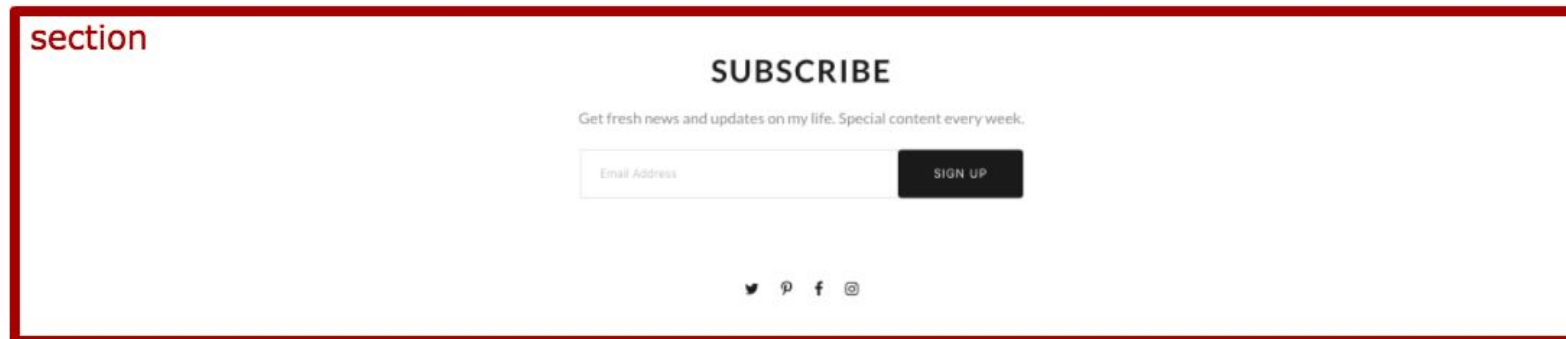 section
SUBSCRIBE
Get fresh news and updates on my life. Special content every week.
Email Address
SIGN UP